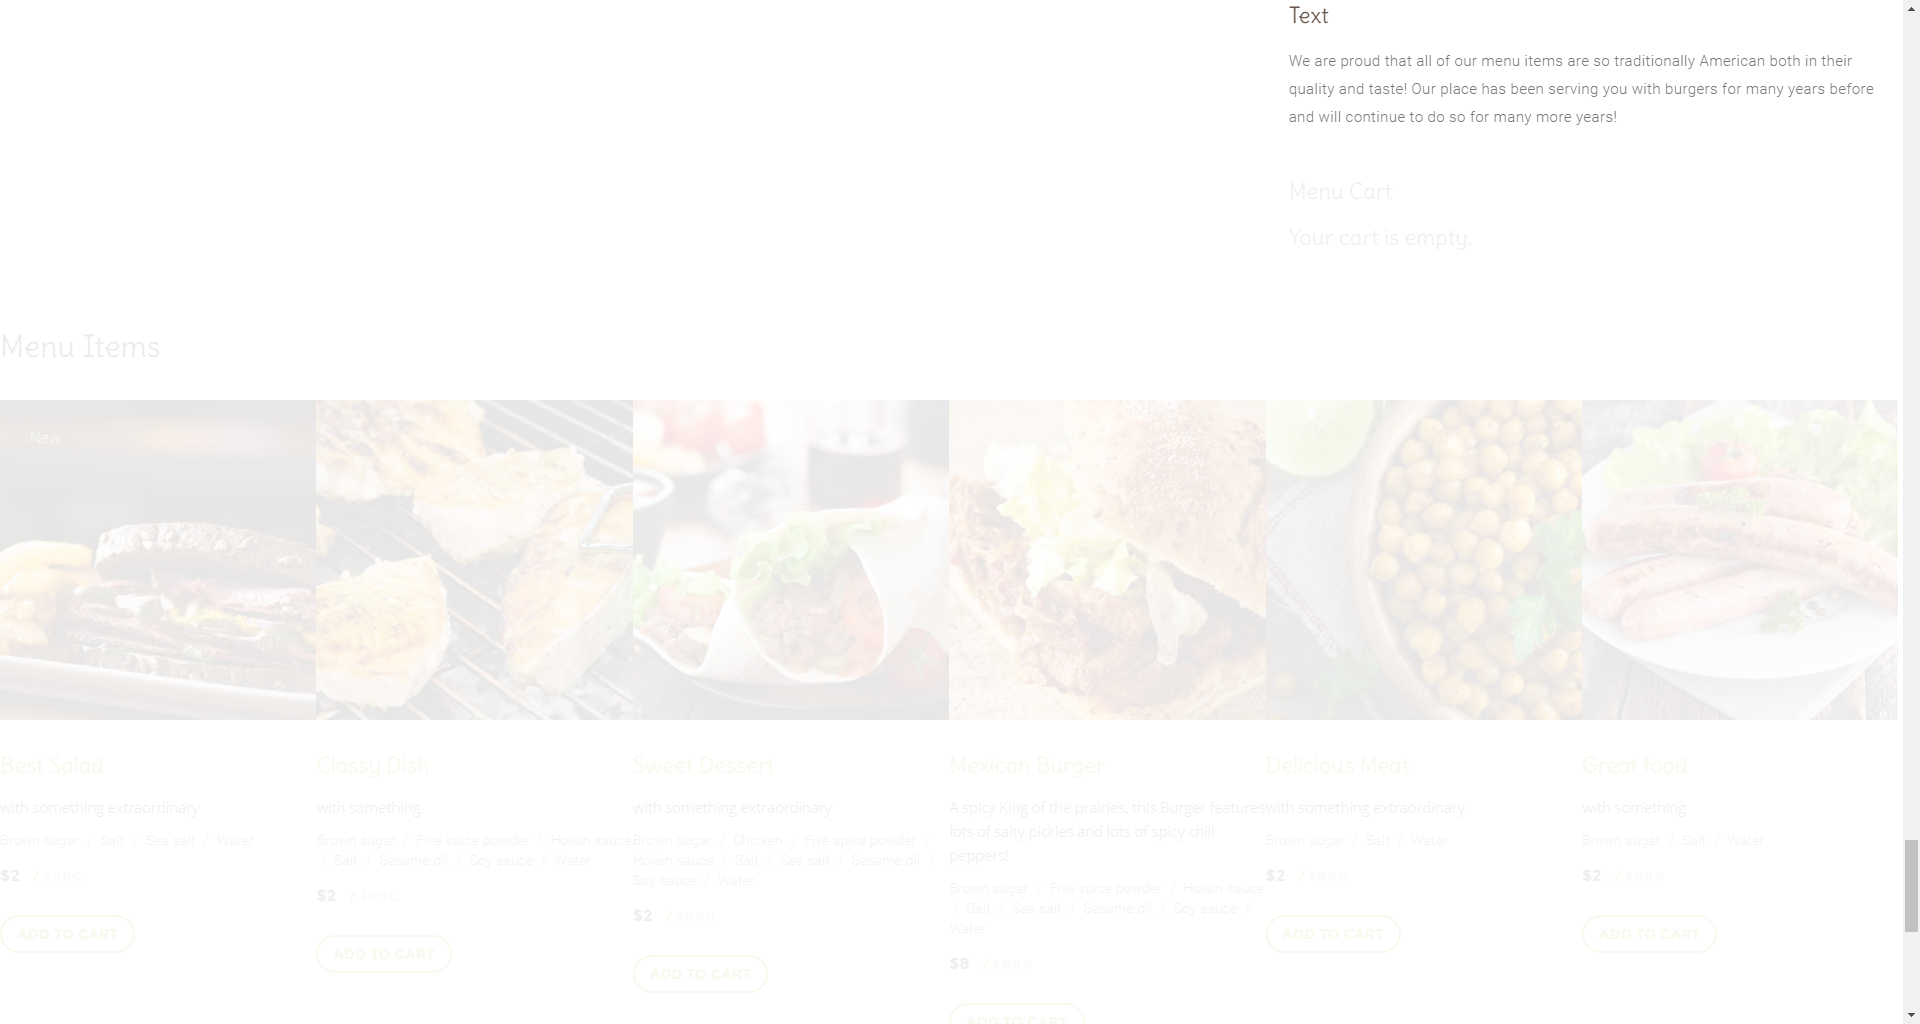 Text
We are proud that all of our menu items are so traditionally American both in their
quality and taste! Our place has been serving you with burgers for many years before
and will continue to do so for many more years!
Menu Cart
Your cart is empty.
Menu Items
New
Best Salad
with something extraordinary
Brown sugar / Salt / Sea salt / Water
$2 / 400G
ADD TO CART
Classy Dish
with something
Brown sugar / Five spice powder / Hoisin sauce
/ Salt / Sesame oil / Soy sauce / Water
$2 / 400G
ADD TO CART
Sweet Dessert
with something extraordinary
Brown sugar / Chicken / Five spice powder /
Hoisin sauce / Salt / Sea salt / Sesame oil /
Soy sauce / Water
$2 / 400G
ADD TO CART
Mexican Burger
A spicy King of the prairies, this Burger features
lots of salty pickles and lots of spicy chili
peppers!
Brown sugar / Five spice powder / Hoisin sauce
/ Salt / Sea salt / Sesame oil / Soy sauce /
Water
$8 / 400G
ADD TO CART
Delicious Meat
with something extraordinary
Brown sugar / Salt / Water
$2 / 400G
ADD TO CART
Great food
with something
Brown sugar / Salt / Water
$2 / 400G
ADD TO CART